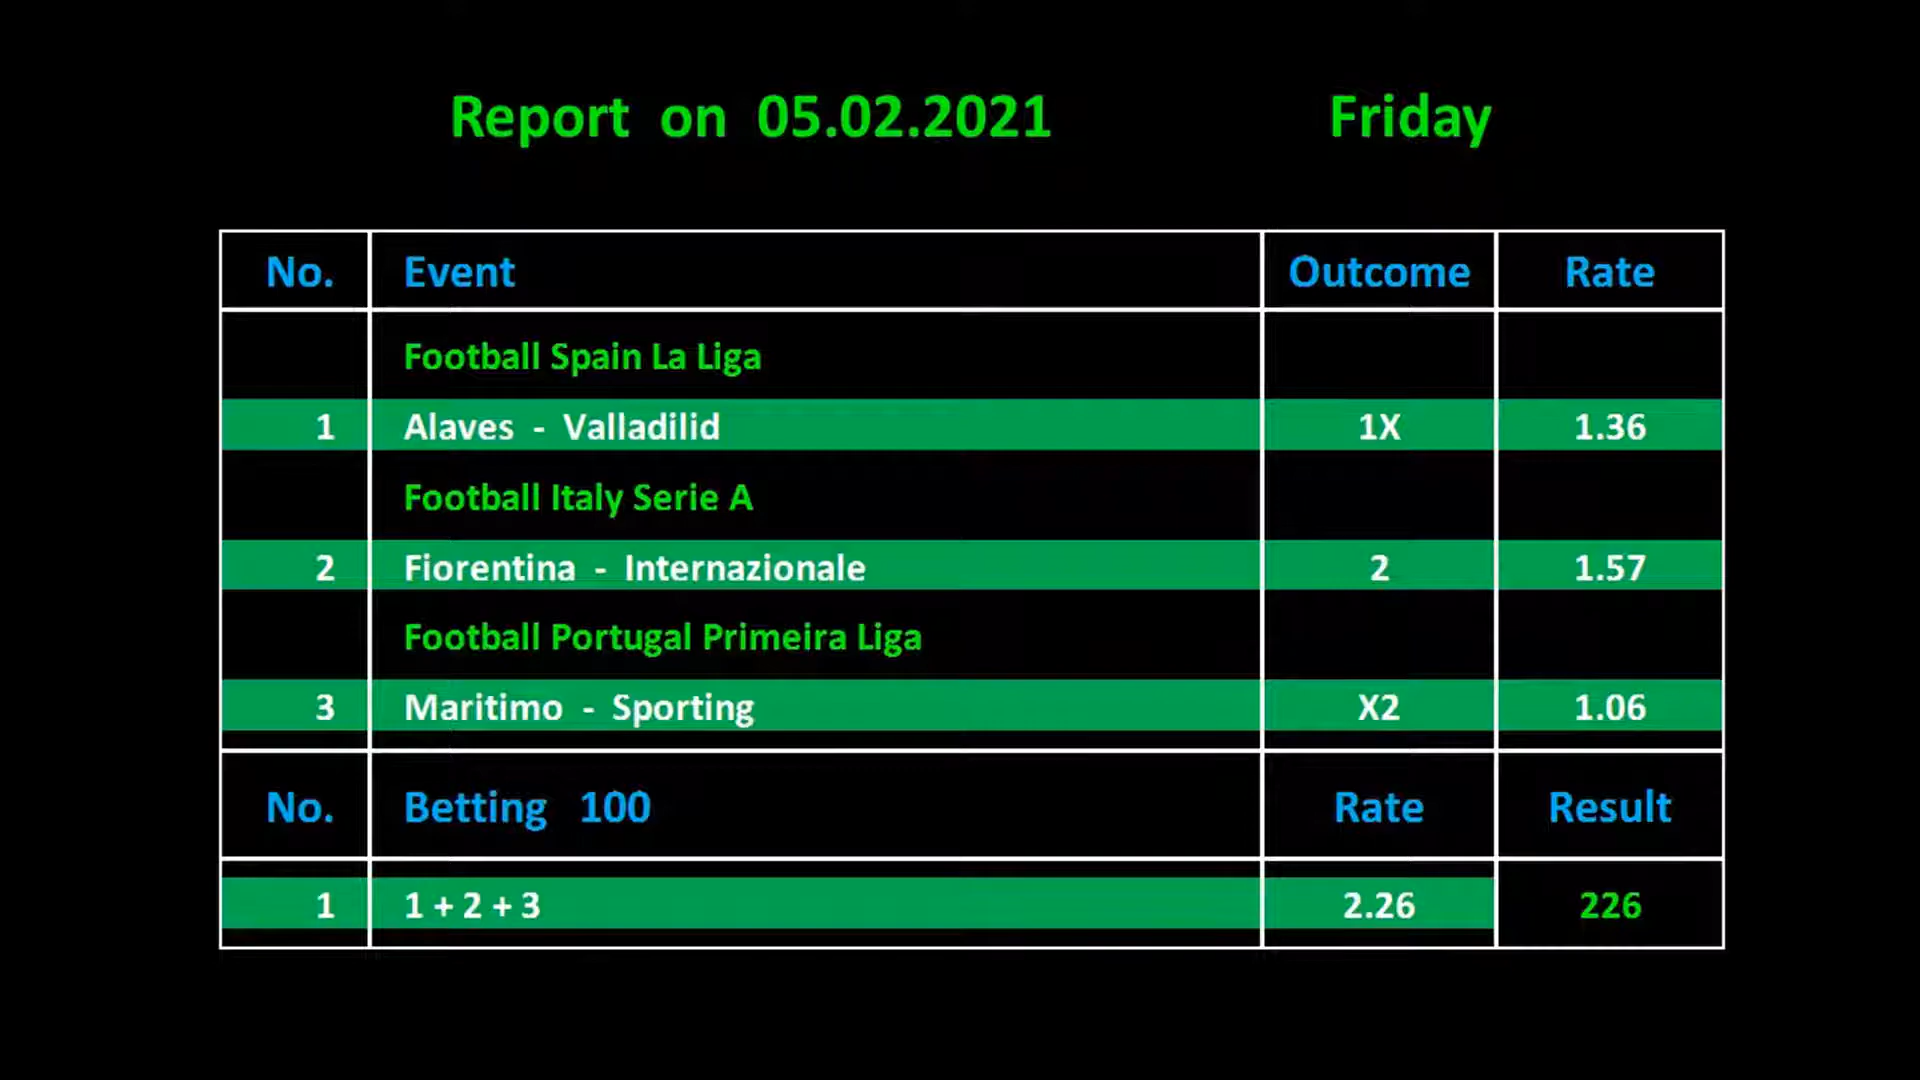 Report on 05.02.2021 Friday
No. Event Outcome Rate
Football Spain La Liga
1 Alaves - Valladilid 1X 1.36
Football Italy Serie A
2 Fiorentina - Internazionale 2 1.57
Football Portugal Primeira Liga
3 Maritimo - Sporting X2 1.06
No. Betting 100 Rate Result
1 1 + 2 + 3 2.26 226